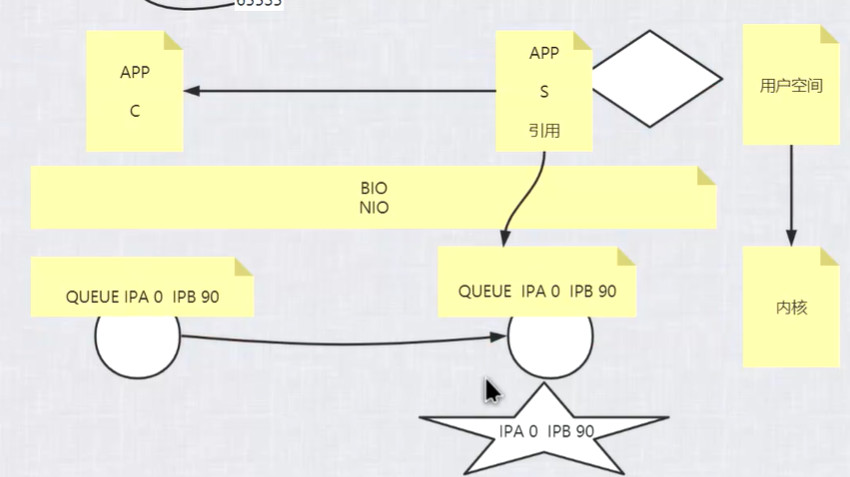 65535
APP
C
APP
S
引用
用户空间
BIO
NIO
QUEUE IPA 0 IPB 90
QUEUE IPA 0 IPB 90
内核
IPA 0 IPB 90